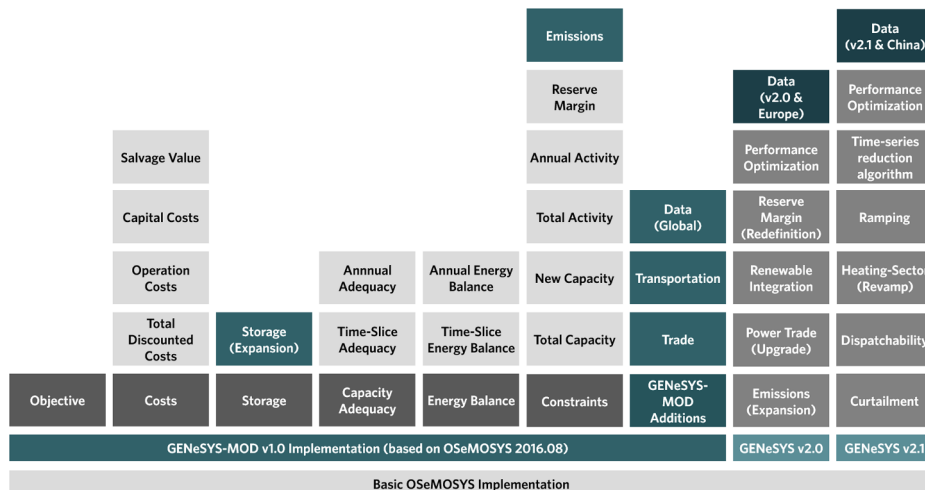 Emissions
Data
(v2.1 & China)
Reserve
Margin
Data
(v2.0 &
Europe)
Performance
Optimization
Salvage Value
Annual Activity
Performance
Optimization
Time-series
reduction
algorithm
Capital Costs
Total Activity
Data
(Global)
Reserve
Margin
(Redefinition)
Ramping
Operation
Costs
Annnual
Adequacy
Annual Energy
Balance
New Capacity
Transportation
Renewable
Integration
Heating-Sector
(Revamp)
Total
Discounted
Costs
Storage
(Expansion)
Time-Slice
Adequacy
Time-Slice
Energy Balance
Total Capacity
Trade
Power Trade
(Upgrade)
Dispatchability
Objective
Costs
Storage
Capacity
Adequacy
Energy Balance
Constraints
GENeSYS-
MOD
Additions
Emissions
(Expansion)
Curtailment
GENeSYS-MOD v1.0 Implementation (based on OSeMOSYS 2016.08)
GENeSYS v2.0
GENeSYS v2.1
Basic OSeMOSYS Implementation